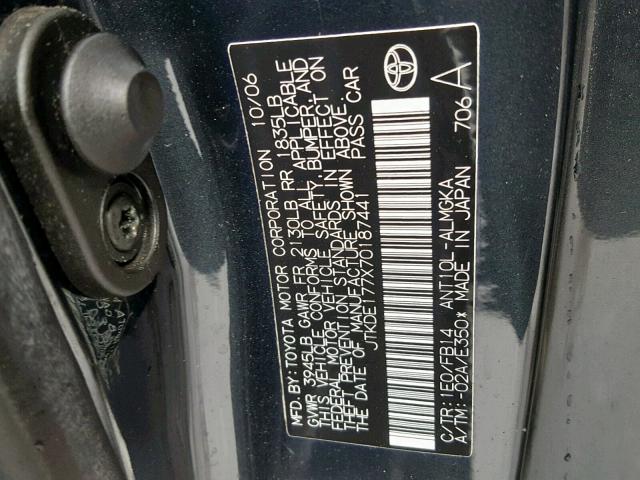 MFD. BY: TOYOTA MOTOR CORPORATION 10/06
GVWR 3945LB GAWR FR 2130LB RR 1835LB
THIS VEHICLE CONFORMS TO ALL APPLICABLE
FEDERAL MOTOR VEHICLE SAFETY, BUMPER, AND
THEFT PREVENTION STANDARDS IN EFFECT ON
THE DATE OF MANUFACTURE SHOWN ABOVE.
JTKDE177X70187441 PASS CAR
C/TR: 1E0/FB14 ANT10L-ALMGKA
A/TM: -02A/E350* MADE IN JAPAN 706 A